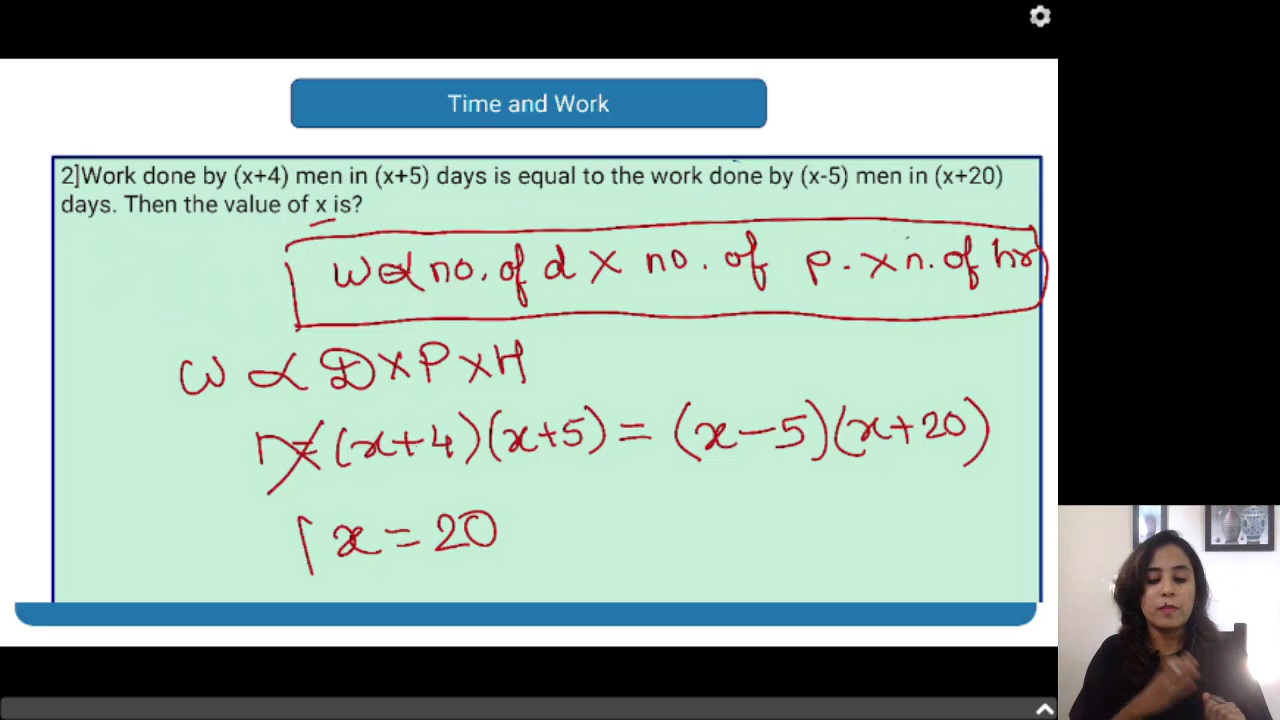 Time and Work
2]Work done by (x+4) men in (x+5) days is equal to the work done by (x-5) men in (x+20)
days. Then the value of x is?
W ∝ no. of d × no. of p. × n. of hr
W ∝ D×P×H
(x+4)(x+5) = (x-5)(x+20)
x = 20